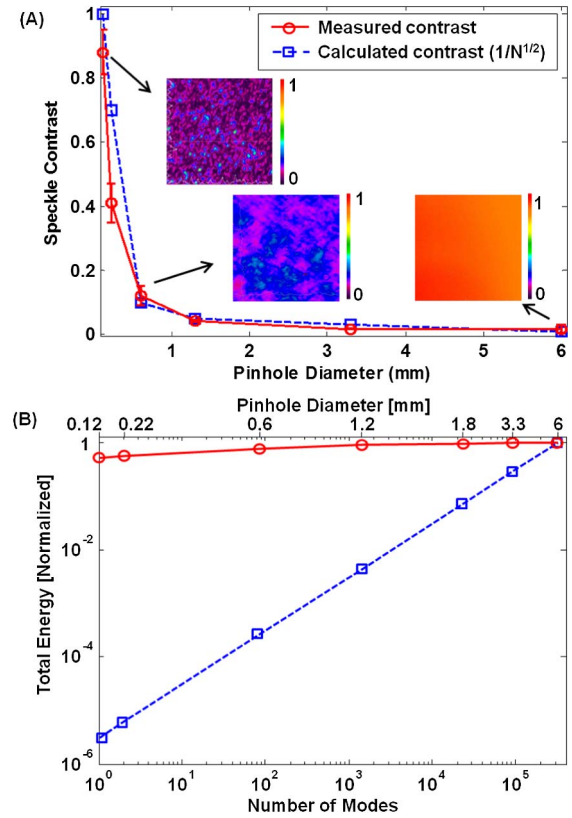 (A)
Measured contrast
Calculated contrast (1/N^1/2)
1
0.8
0.6
0.4
0.2
0
Speckle Contrast
1
0
1
0
1
0
1 2 3 4 5 6
Pinhole Diameter (mm)
(B)
Pinhole Diameter [mm]
0.12 0.22 0.6 1.2 1.8 3.3 6
1
10^-2
10^-4
10^-6
Total Energy [Normalized]
10^0 10^1 10^2 10^3 10^4 10^5
Number of Modes